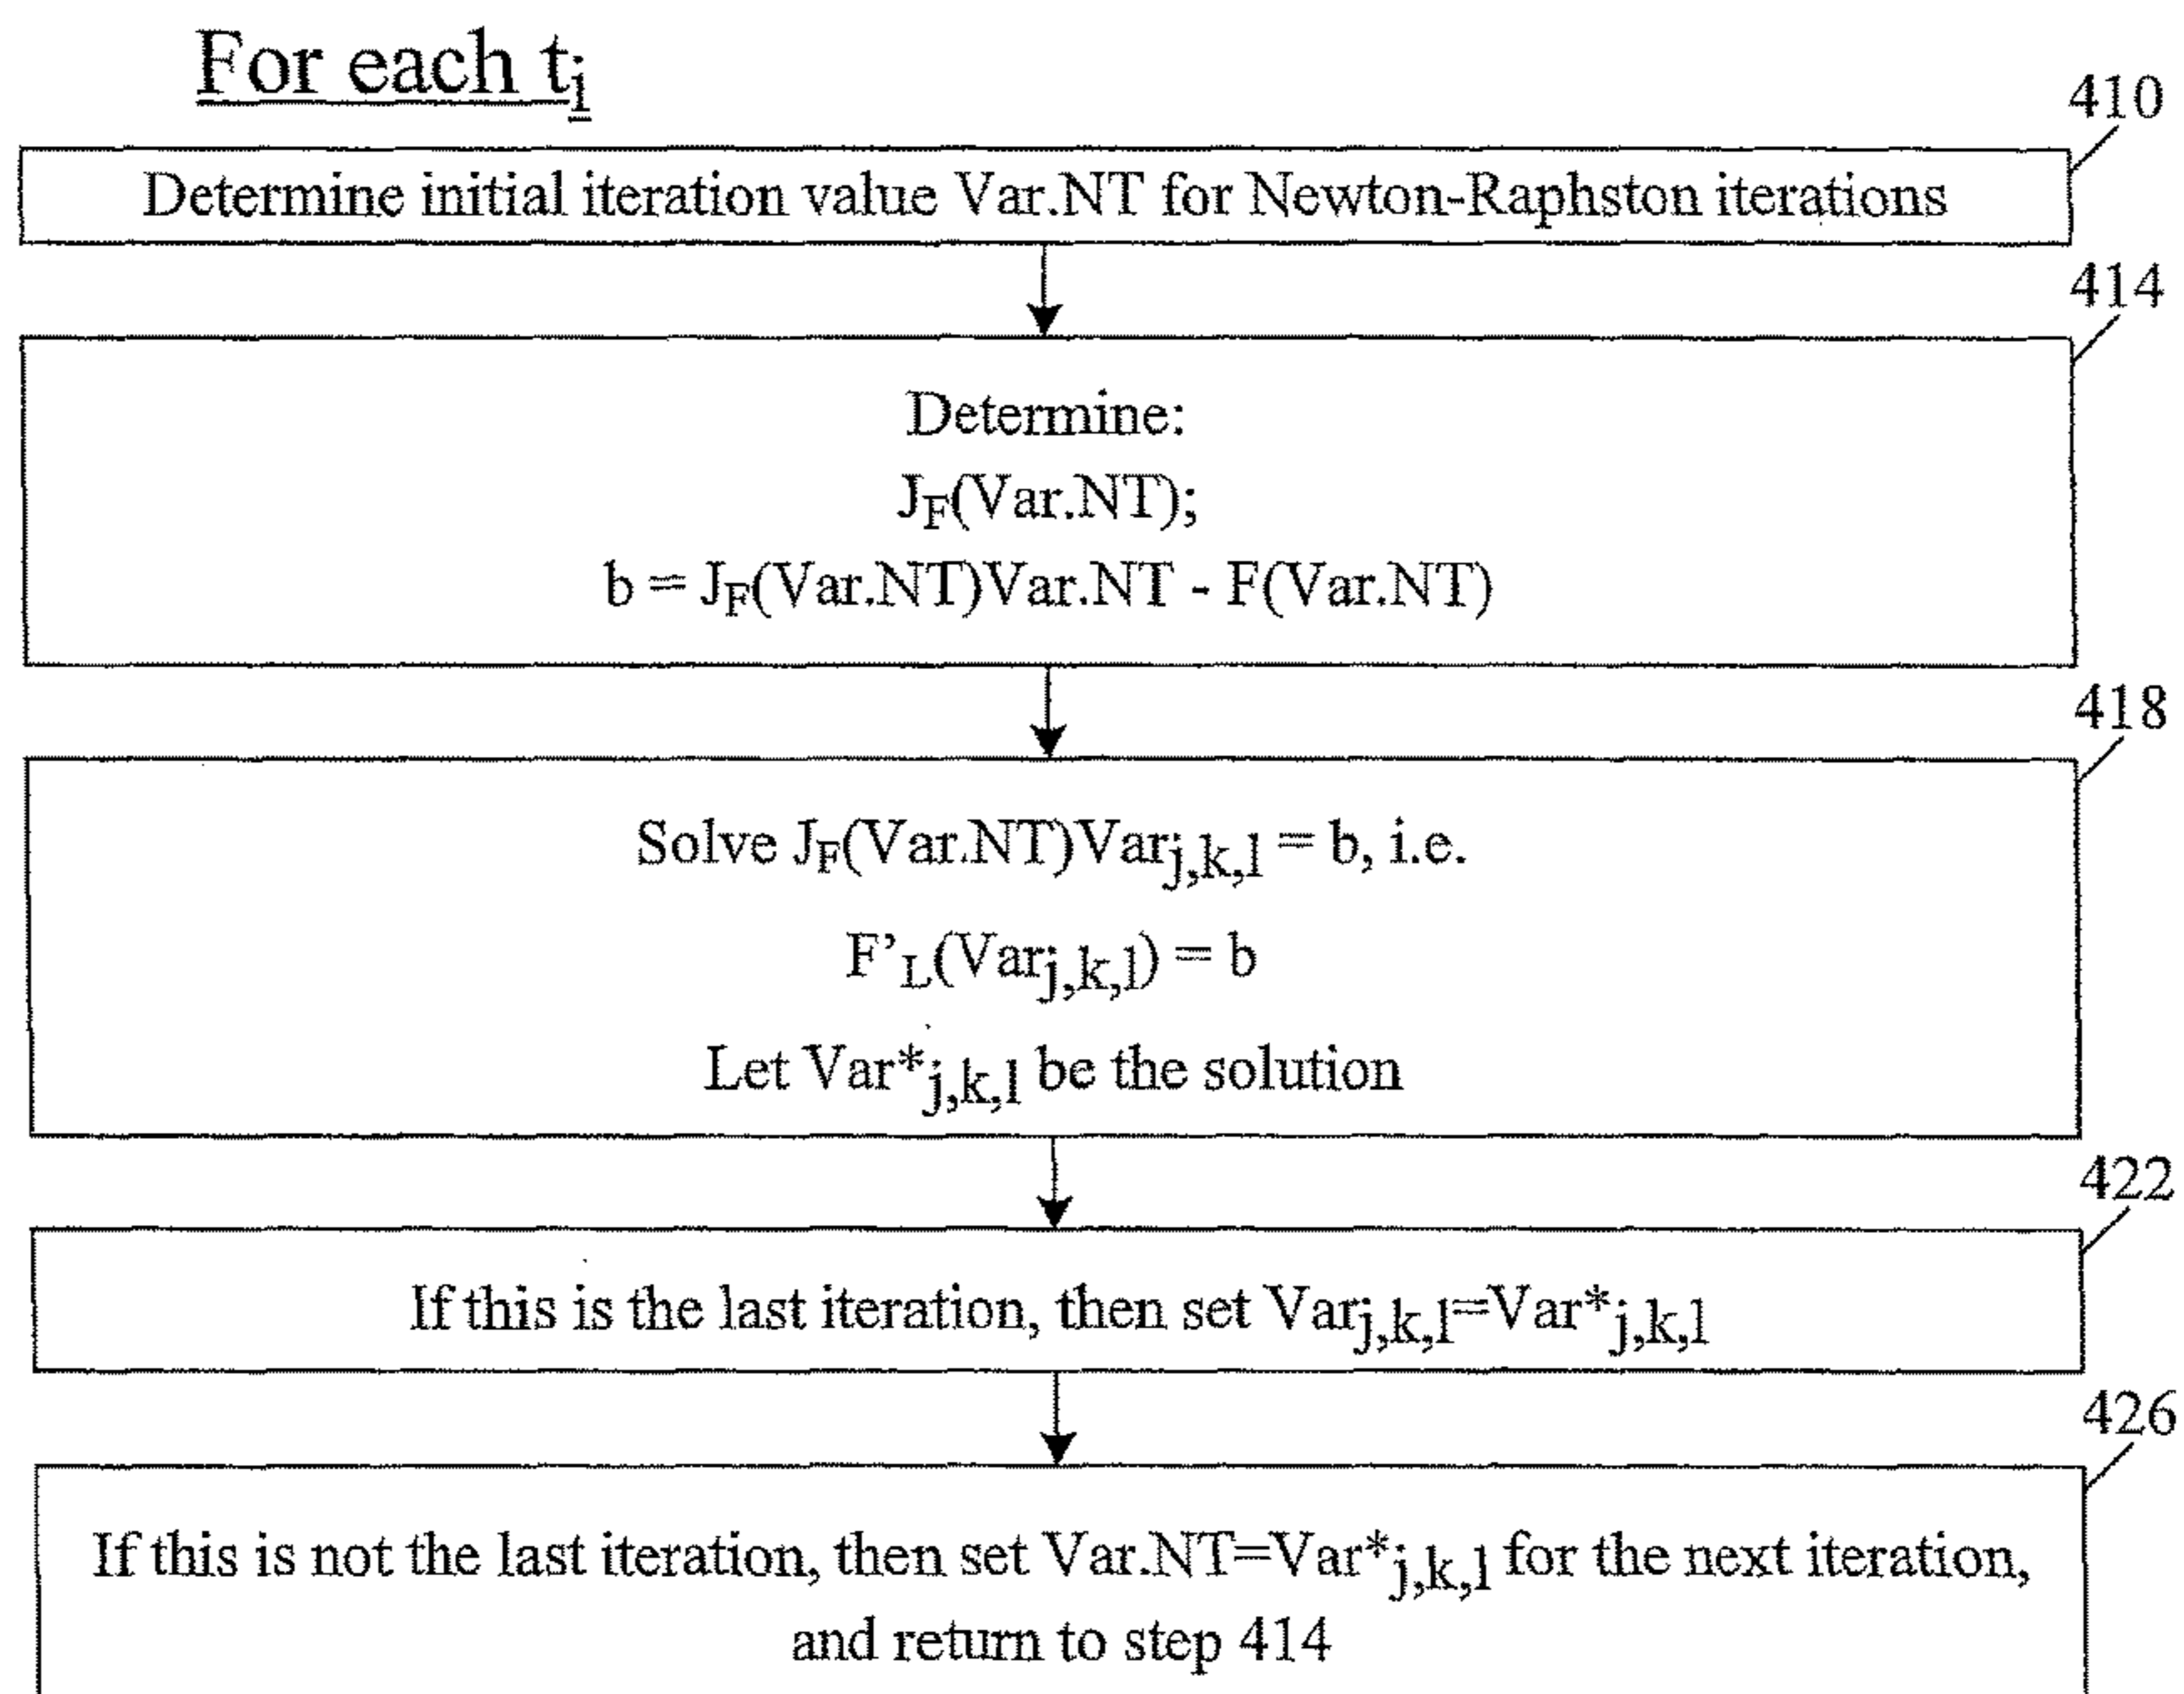 For each ti
410
Determine initial iteration value Var.NT for Newton-Raphston iterations
414
Determine:
JF(Var.NT);
b = JF(Var.NT)Var.NT - F(Var.NT)
418
Solve JF(Var.NT)Varj,k,l = b, i.e.
F’L(Varj,k,l) = b
Let Var*j,k,l be the solution
422
If this is the last iteration, then set Varj,k,l=Var*j,k,l
426
If this is not the last iteration, then set Var.NT=Var*j,k,l for the next iteration,
and return to step 414